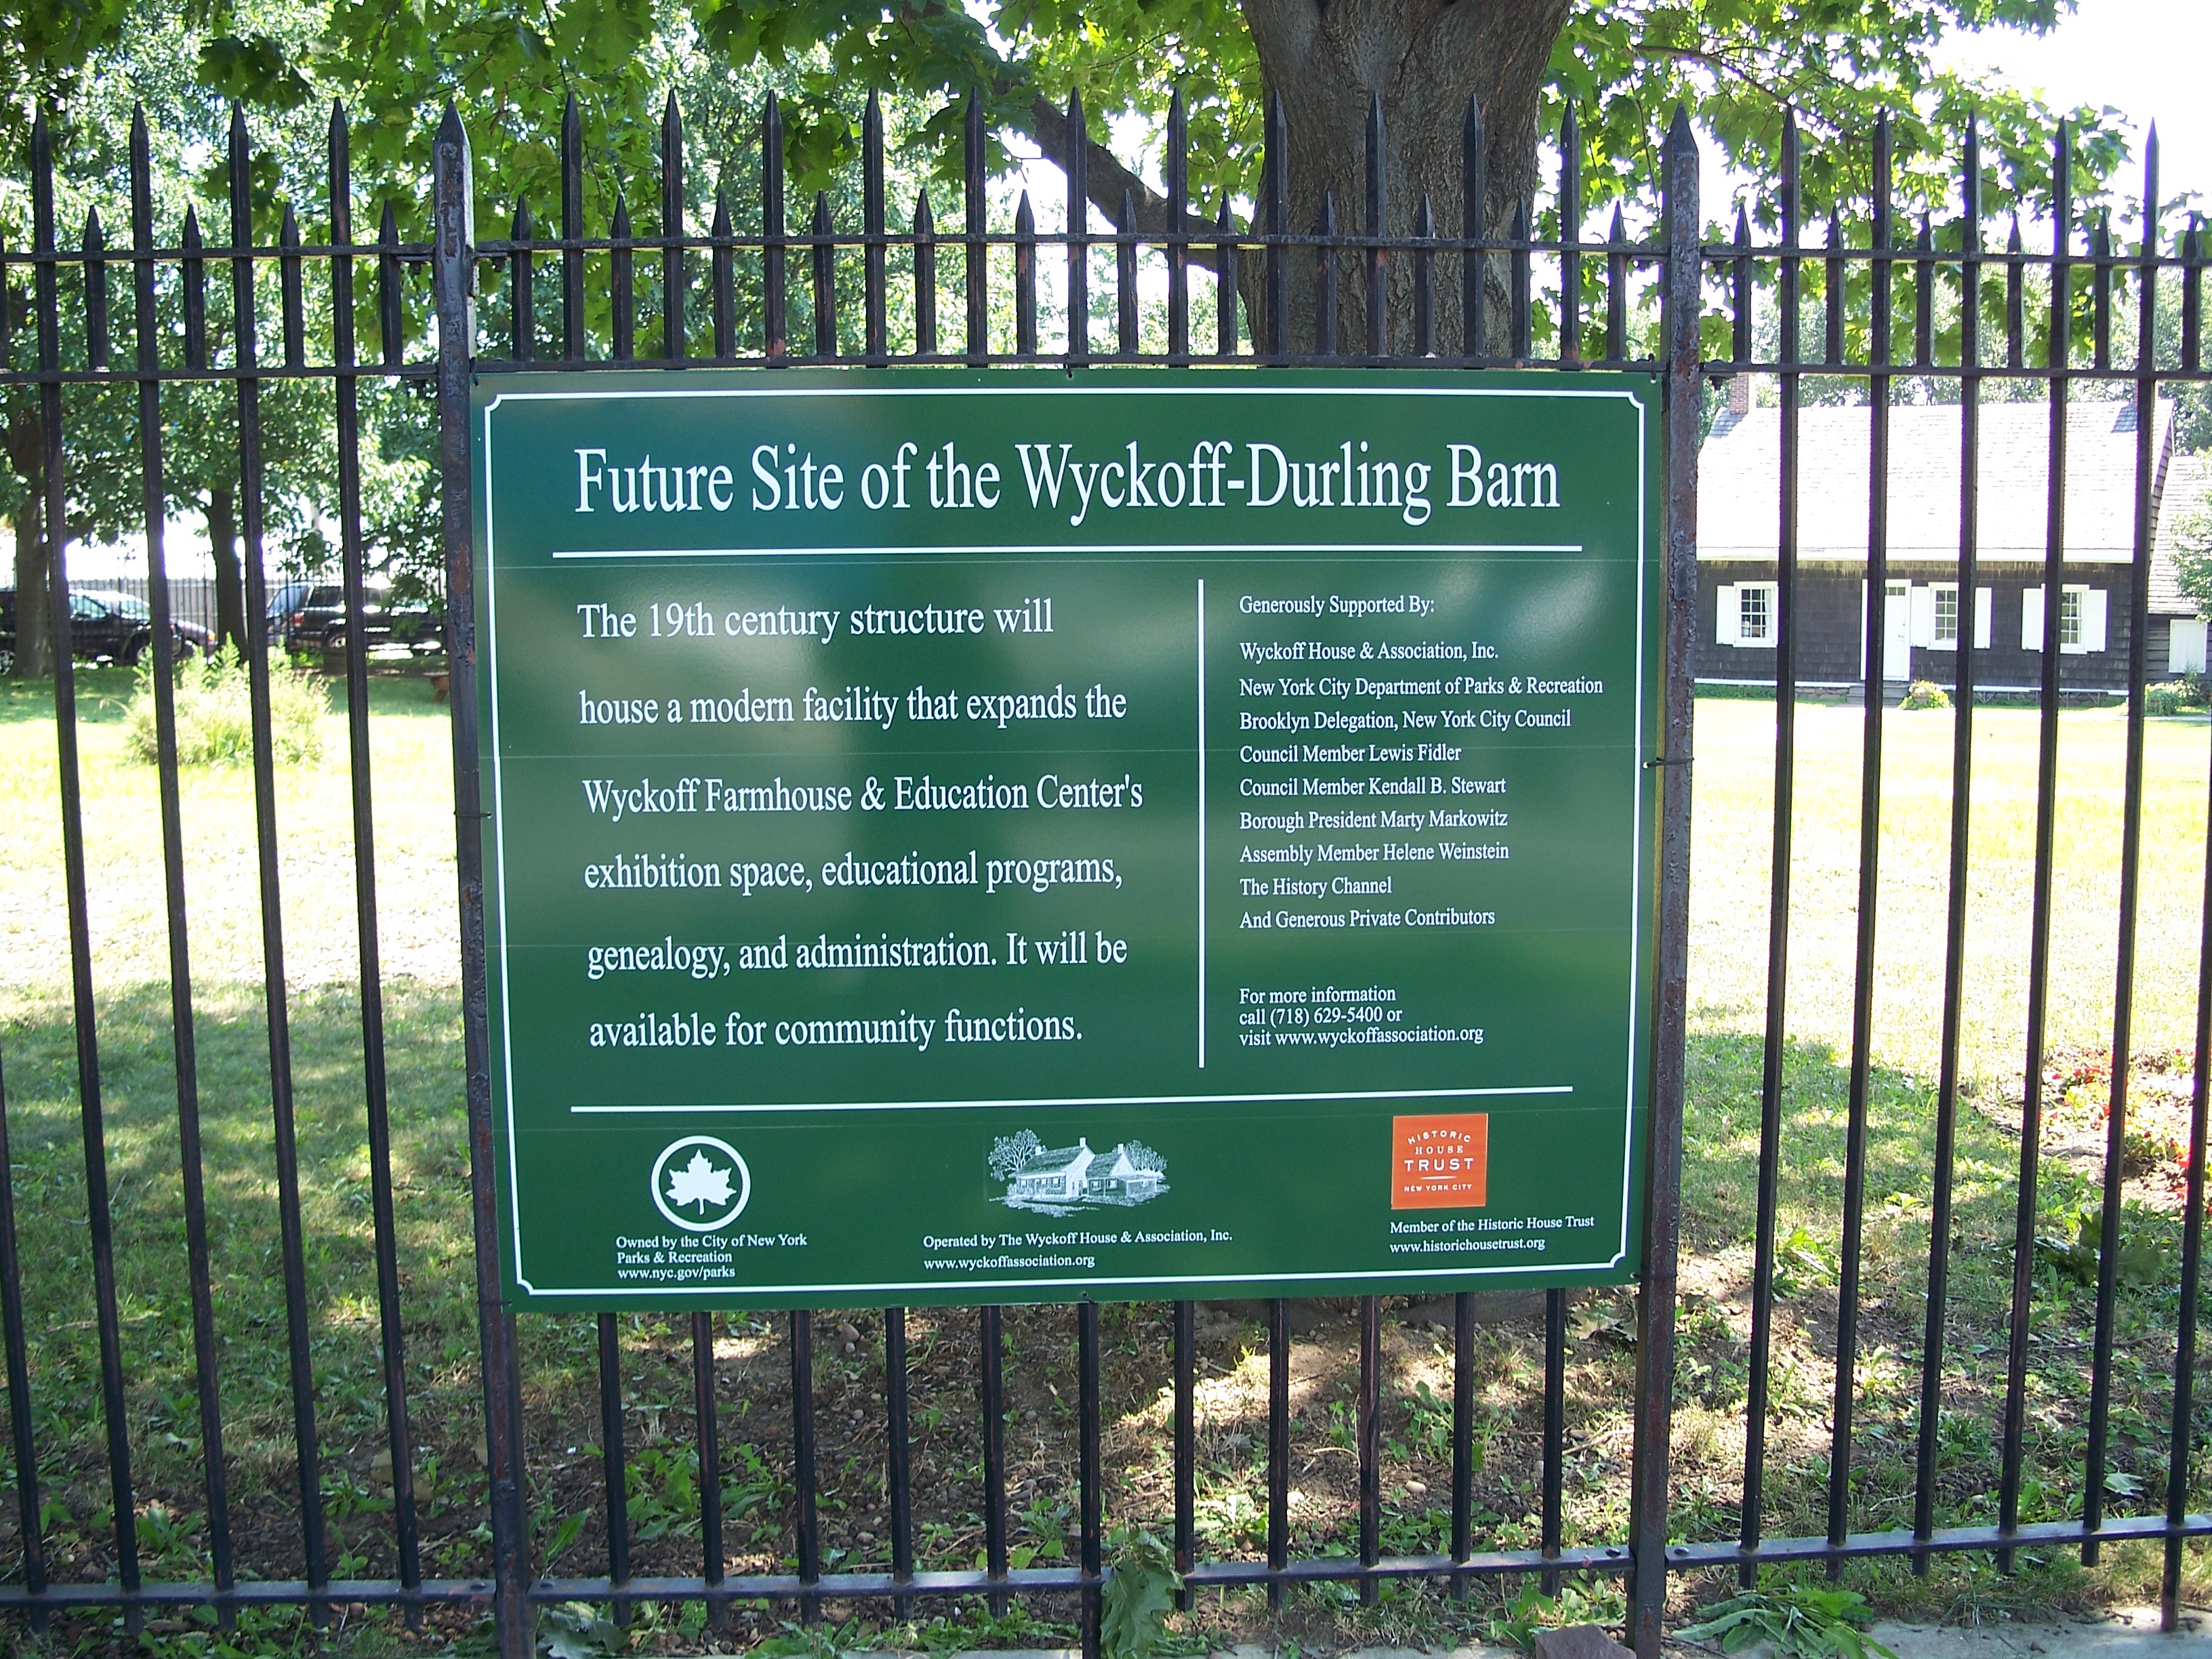 Future Site of the Wyckoff-Durling Barn
The 19th century structure will
house a modern facility that expands the
Wyckoff Farmhouse & Education Center's
exhibition space, educational programs,
genealogy, and administration. It will be
available for community functions.
Generously Supported By:
Wyckoff House & Association, Inc.
New York City Department of Parks & Recreation
Brooklyn Delegation, New York City Council
Council Member Lewis Fidler
Council Member Kendall B. Stewart
Borough President Marty Markowitz
Assembly Member Helene Weinstein
The History Channel
And Generous Private Contributors
For more information
call (718) 629-5400 or
visit www.wyckoffassociation.org
Owned by the City of New York
Parks & Recreation
www.nyc.gov/parks
Operated by The Wyckoff House & Association, Inc.
www.wyckoffassociation.org
HISTORIC
HOUSE
TRUST
NEW YORK CITY
Member of the Historic House Trust
www.historichousetrust.org